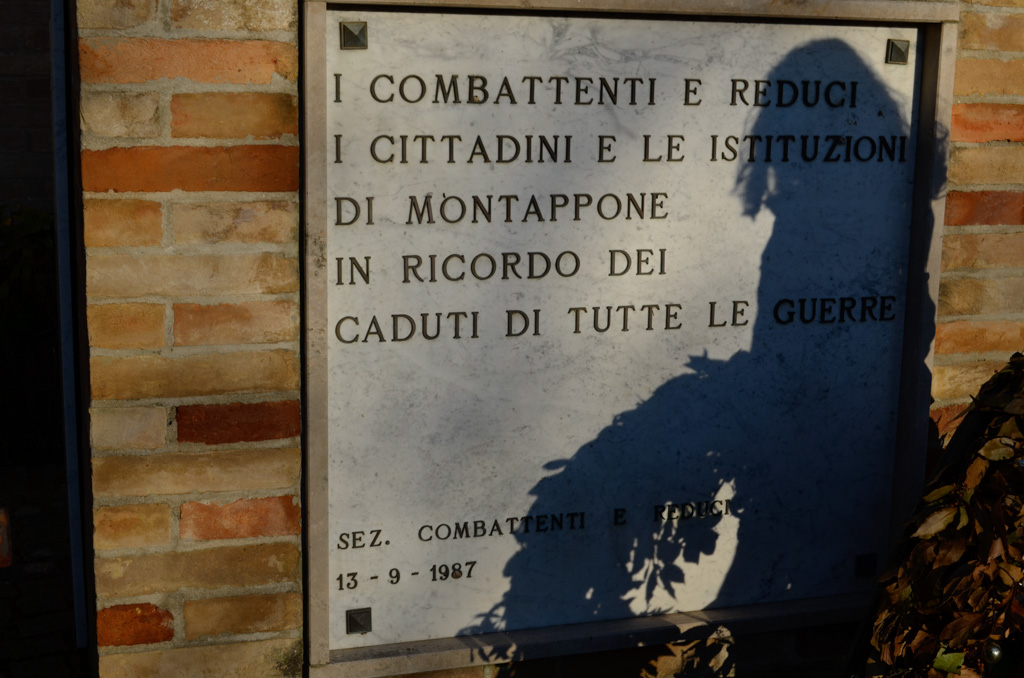 I COMBATTENTI E REDUCI
I CITTADINI E LE ISTITUZIONI
DI MONTAPPONE
IN RICORDO DEI
CADUTI DI TUTTE LE GUERRE
SEZ. COMBATTENTI E REDUCI
13 - 9 - 1987